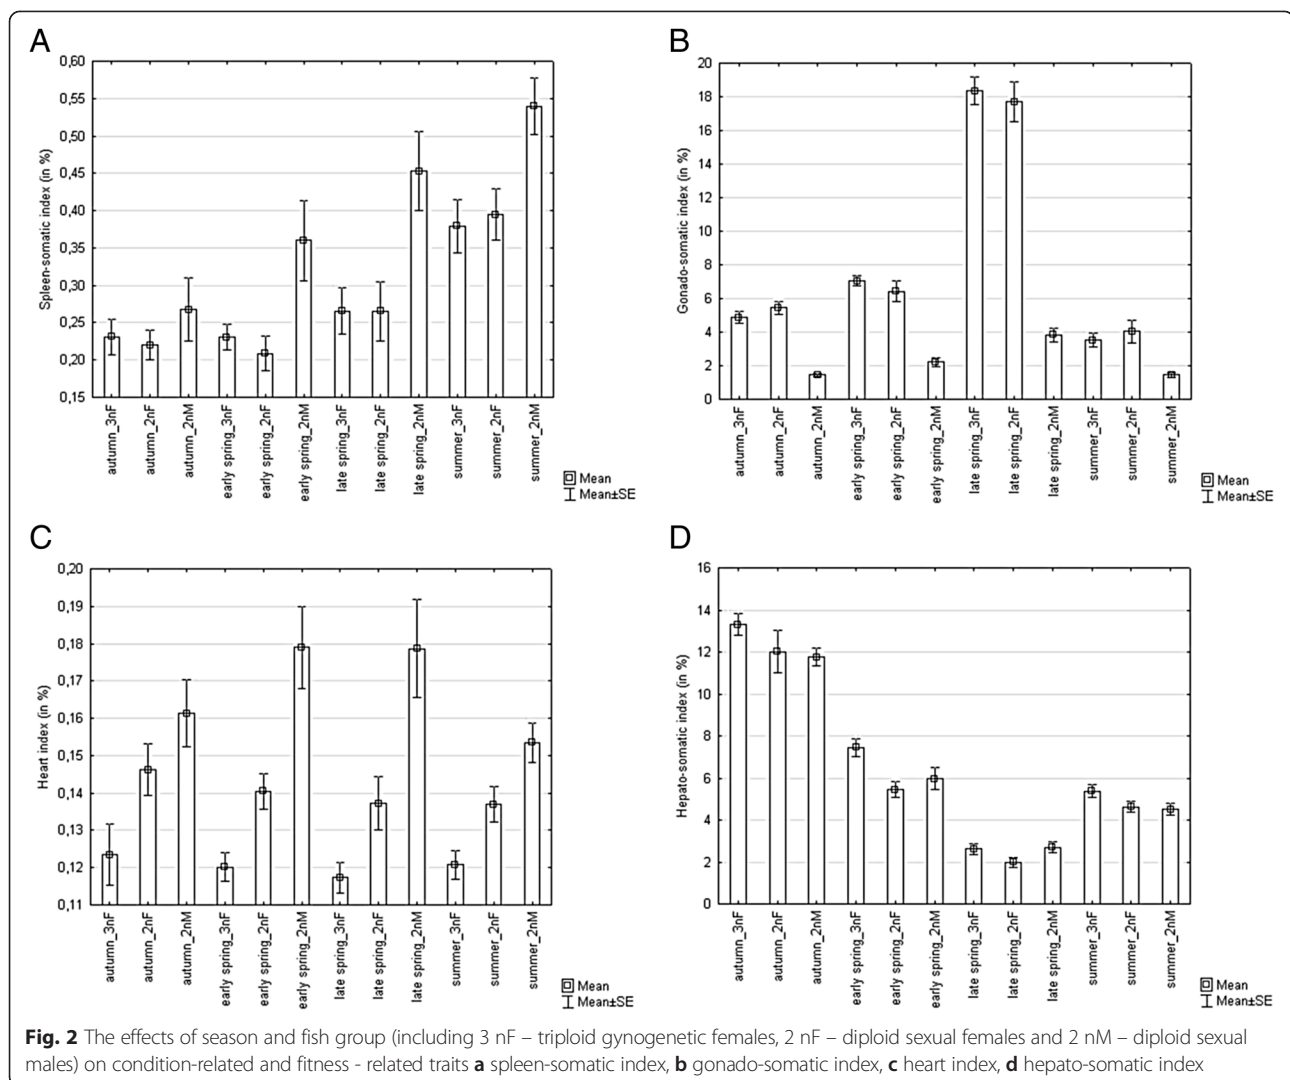 A
Spleen-somatic index (in %)
0,60
0,55
0,50
0,45
0,40
0,35
0,30
0,25
0,20
0,15
autumn_3nF
autumn_2nF
autumn_2nM
early spring_3nF
early spring_2nF
early spring_2nM
late spring_3nF
late spring_2nF
late spring_2nM
summer_3nF
summer_2nF
summer_2nM
Mean
Mean±SE
B
Gonado-somatic index (in %)
20
18
16
14
12
10
8
6
4
2
0
autumn_3nF
autumn_2nF
autumn_2nM
early spring_3nF
early spring_2nF
early spring_2nM
late spring_3nF
late spring_2nF
late spring_2nM
summer_3nF
summer_2nF
summer_2nM
Mean
Mean±SE
C
Heart index (in %)
0,20
0,19
0,18
0,17
0,16
0,15
0,14
0,13
0,12
0,11
autumn_3nF
autumn_2nF
autumn_2nM
early spring_3nF
early spring_2nF
early spring_2nM
late spring_3nF
late spring_2nF
late spring_2nM
summer_3nF
summer_2nF
summer_2nM
Mean
Mean±SE
D
Hepato-somatic index (in %)
16
14
12
10
8
6
4
2
0
autumn_3nF
autumn_2nF
autumn_2nM
early spring_3nF
early spring_2nF
early spring_2nM
late spring_3nF
late spring_2nF
late spring_2nM
summer_3nF
summer_2nF
summer_2nM
Mean
Mean±SE
Fig. 2 The effects of season and fish group (including 3 nF – triploid gynogenetic females, 2 nF – diploid sexual females and 2 nM – diploid sexual
males) on condition-related and fitness - related traits a spleen-somatic index, b gonado-somatic index, c heart index, d hepato-somatic index